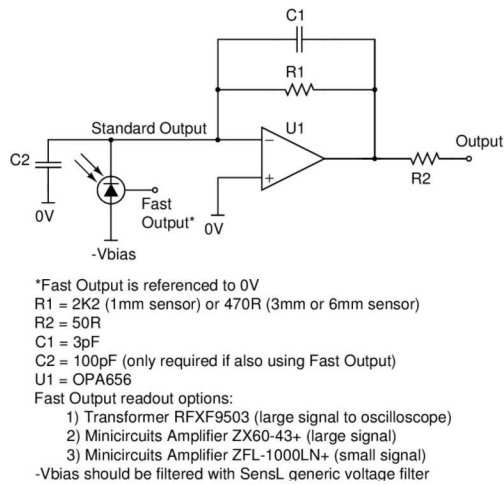 C1
R1
Standard Output
U1
Output
C2
−
+
R2
0V
Fast
Output*
0V
-Vbias
*Fast Output is referenced to 0V
R1 = 2K2 (1mm sensor) or 470R (3mm or 6mm sensor)
R2 = 50R
C1 = 3pF
C2 = 100pF (only required if also using Fast Output)
U1 = OPA656
Fast Output readout options:
1) Transformer RFXF9503 (large signal to oscilloscope)
2) Minicircuits Amplifier ZX60-43+ (large signal)
3) Minicircuits Amplifier ZFL-1000LN+ (small signal)
-Vbias should be filtered with SensL generic voltage filter